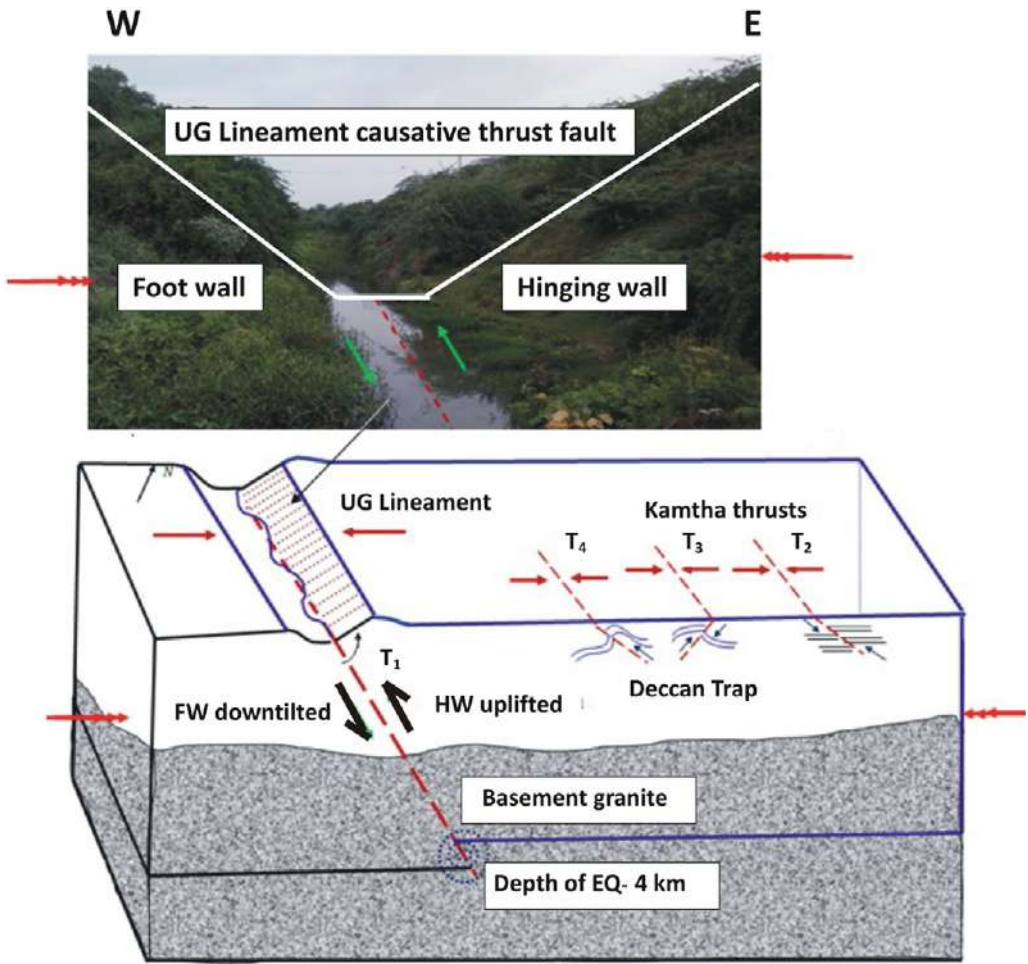 W E
UG Lineament causative thrust fault
Foot wall Hinging wall
N
UG Lineament Kamtha thrusts
T₄ T₃ T₂
T₁ Deccan Trap
FW downtilted HW uplifted
Basement granite
Depth of EQ- 4 km